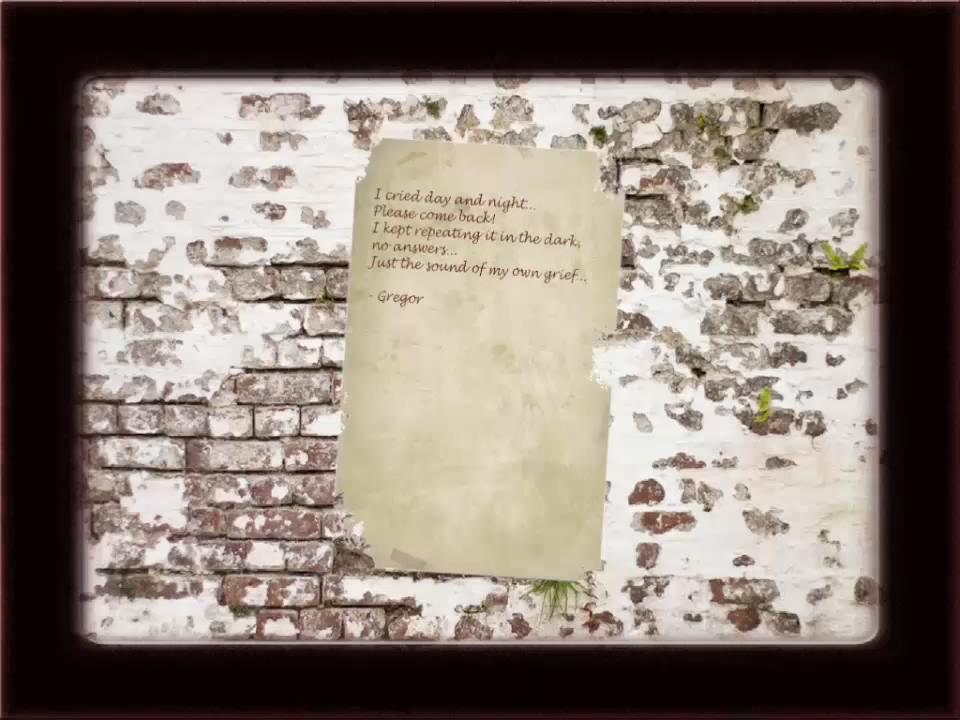 I cried day and night...
Please come back!
I kept repeating it in the dark,
no answers...
Just the sound of my own grief...
- Gregor